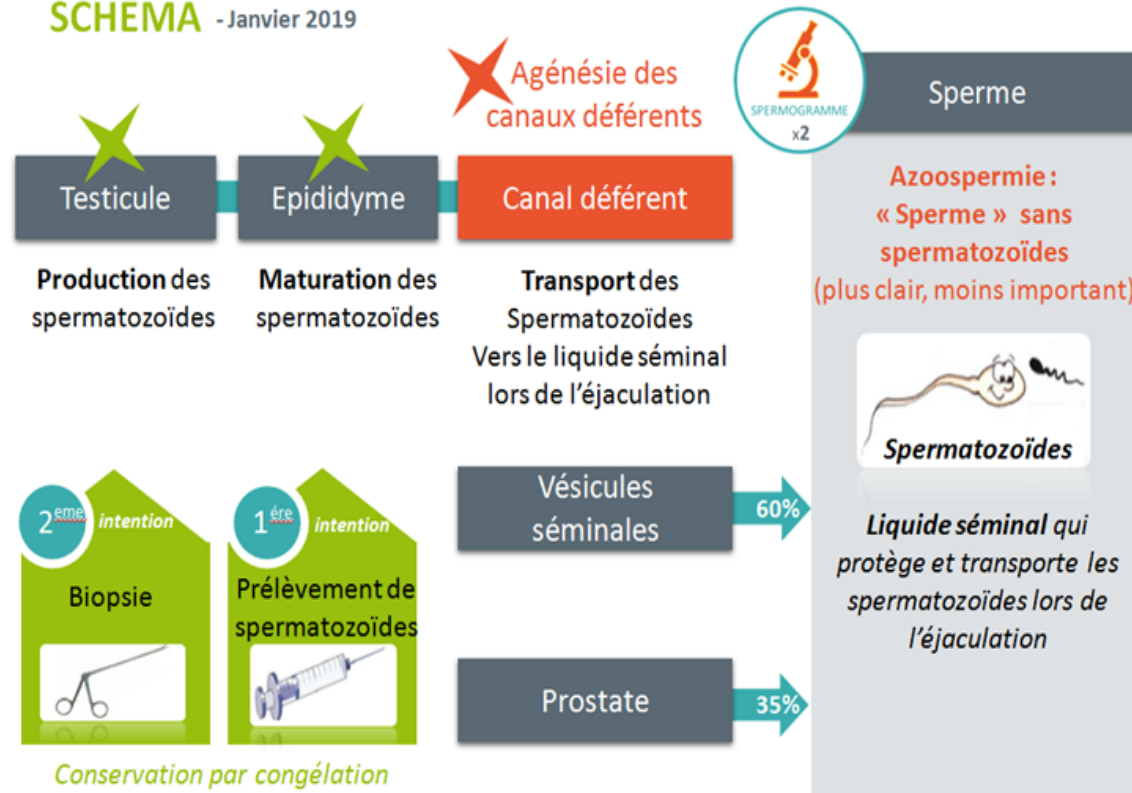 SCHEMA - Janvier 2019
Agénésie des
canaux déférents
SPERMOGRAMME
x2
Sperme
Testicule
Epididyme
Canal déférent
Production des
spermatozoïdes
Maturation des
spermatozoïdes
Transport des
Spermatozoïdes
Vers le liquide séminal
lors de l'éjaculation
Azoospermie :
« Sperme » sans
spermatozoïdes
(plus clair, moins important)
Spermatozoïdes
Liquide séminal qui
protège et transporte les
spermatozoïdes lors de
l'éjaculation
2eme intention
Biopsie
1ére intention
Prélèvement de
spermatozoïdes
Conservation par congélation
Vésicules
séminales
60%
Prostate
35%